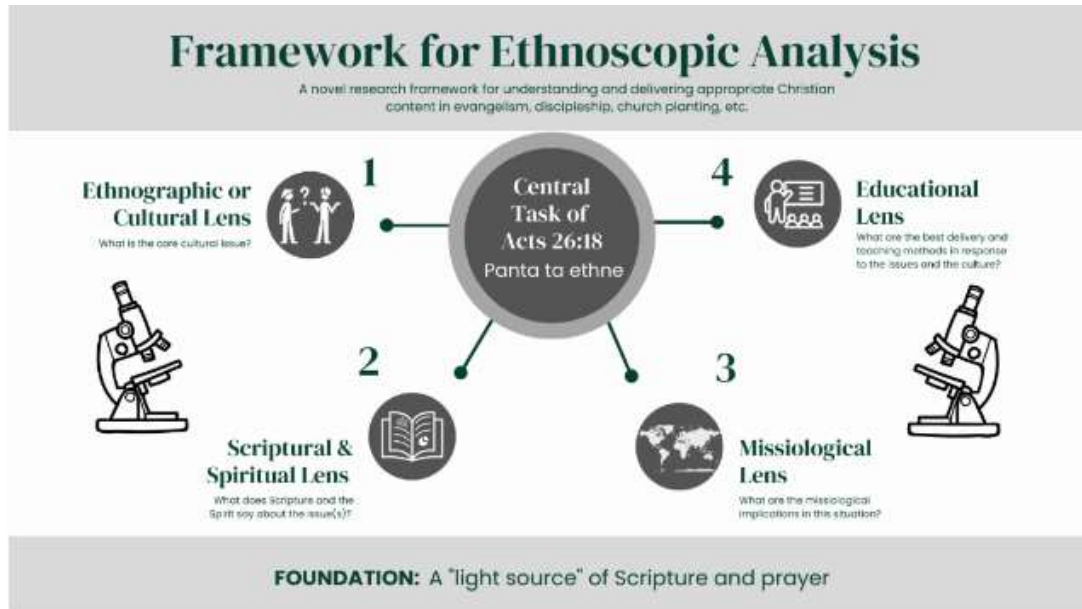 Framework for Ethnoscopic Analysis
A novel research framework for understanding and delivering appropriate Christian
content in evangelism, discipleship, church planting, etc.
1
Ethnographic or
Cultural Lens
What is the core cultural issue?
Central
Task of
Acts 26:18
Panta ta ethne
4
Educational
Lens
What are the best delivery and
teaching methods in response
to the issues and the culture?
2
Scriptural &
Spiritual Lens
What does Scripture and the
Spirit say about the issue(s)?
3
Missiological
Lens
What are the missiological
implications in this situation?
FOUNDATION: A "light source" of Scripture and prayer